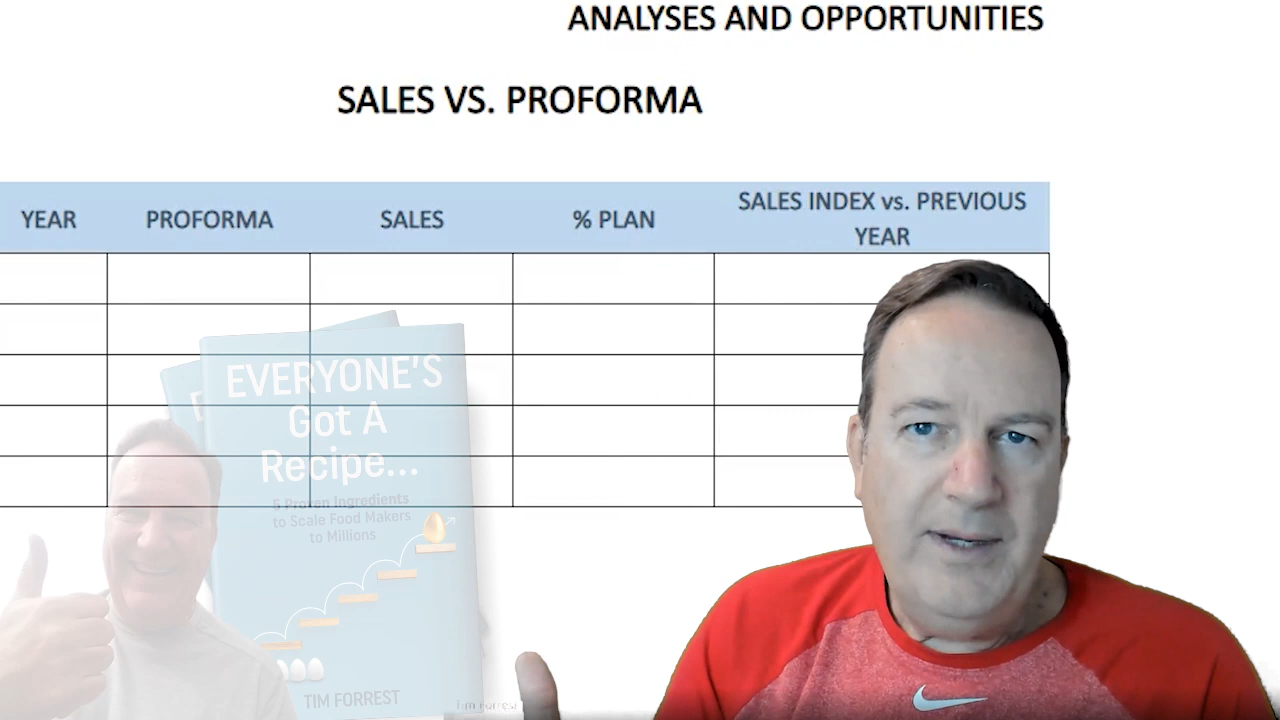 ANALYSES AND OPPORTUNITIES
SALES VS. PROFORMA
YEAR
PROFORMA
SALES
% PLAN
SALES INDEX vs. PREVIOUS
YEAR
EVERYONE'S
Got A
Recipe...
5 Proven Ingredients
to Scale Food Makers
to Millions
TIM FORREST